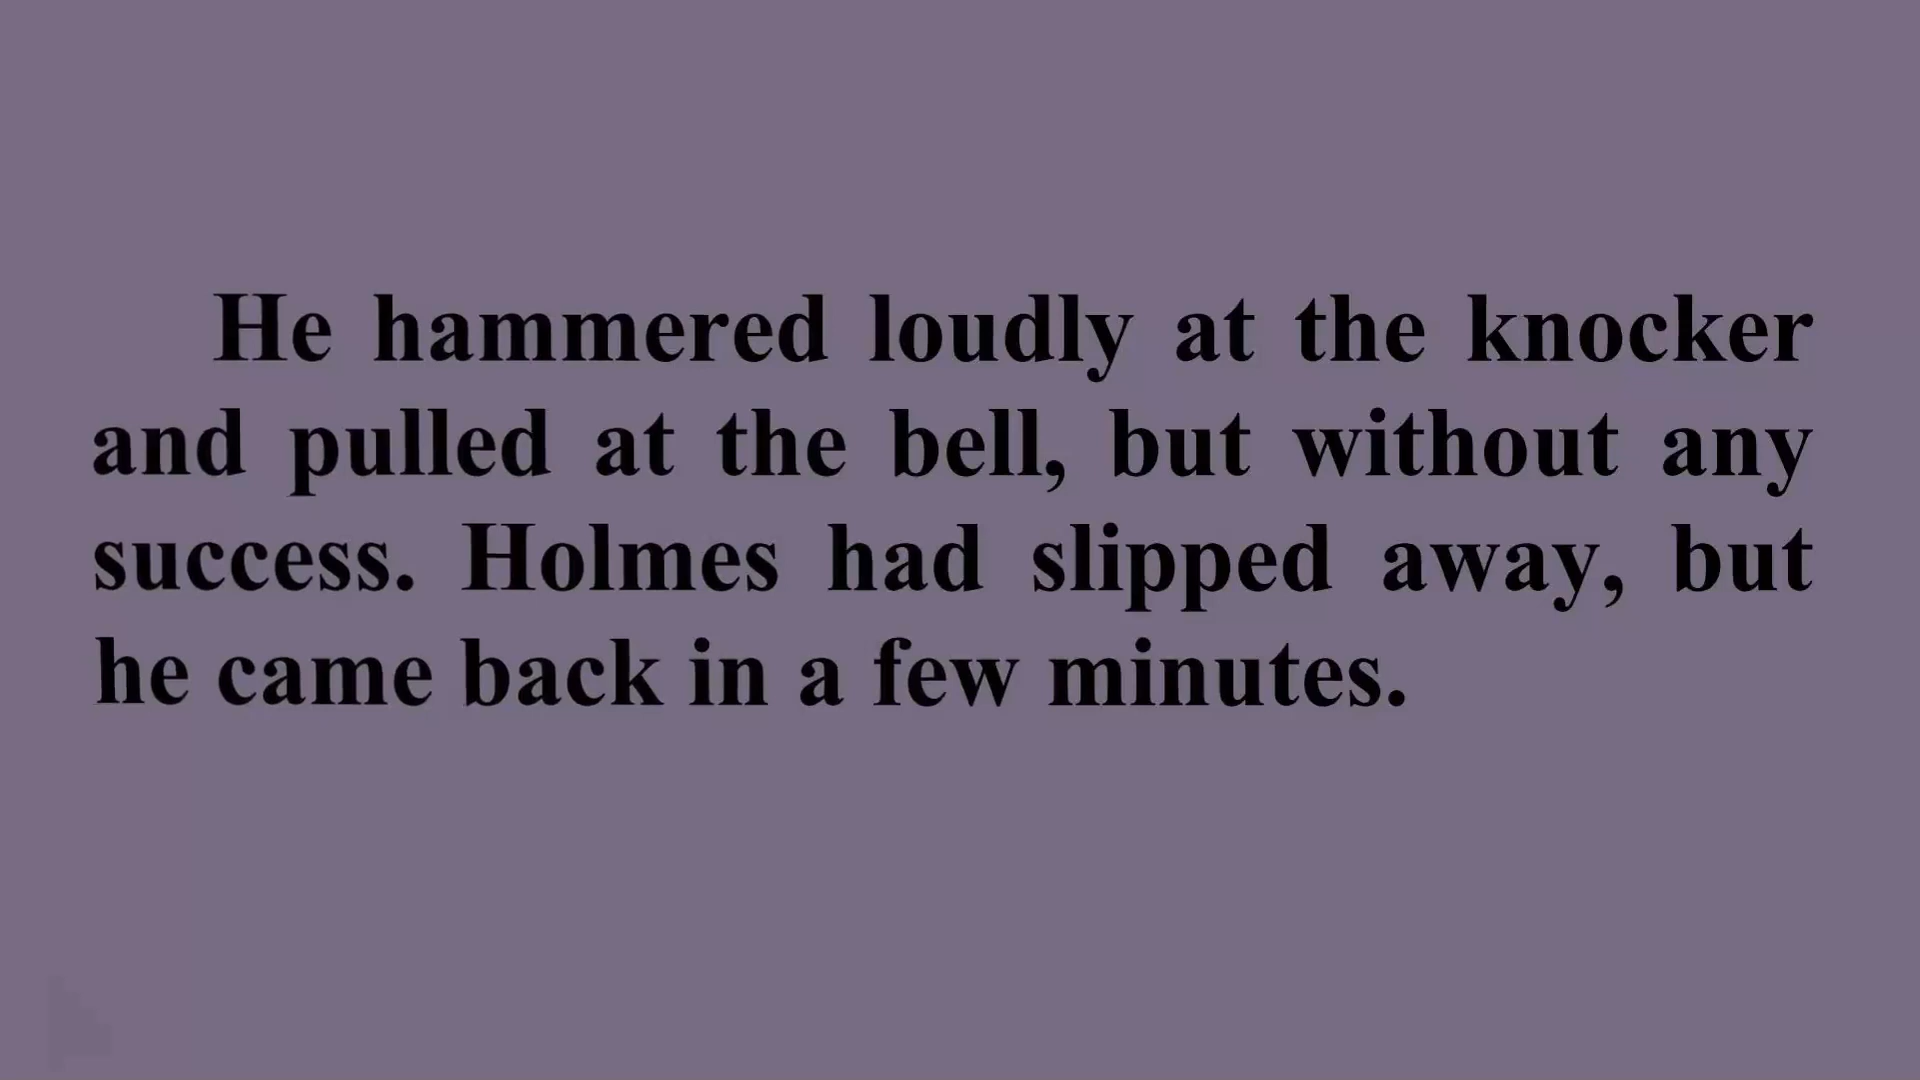 He hammered loudly at the knocker
and pulled at the bell, but without any
success. Holmes had slipped away, but
he came back in a few minutes.